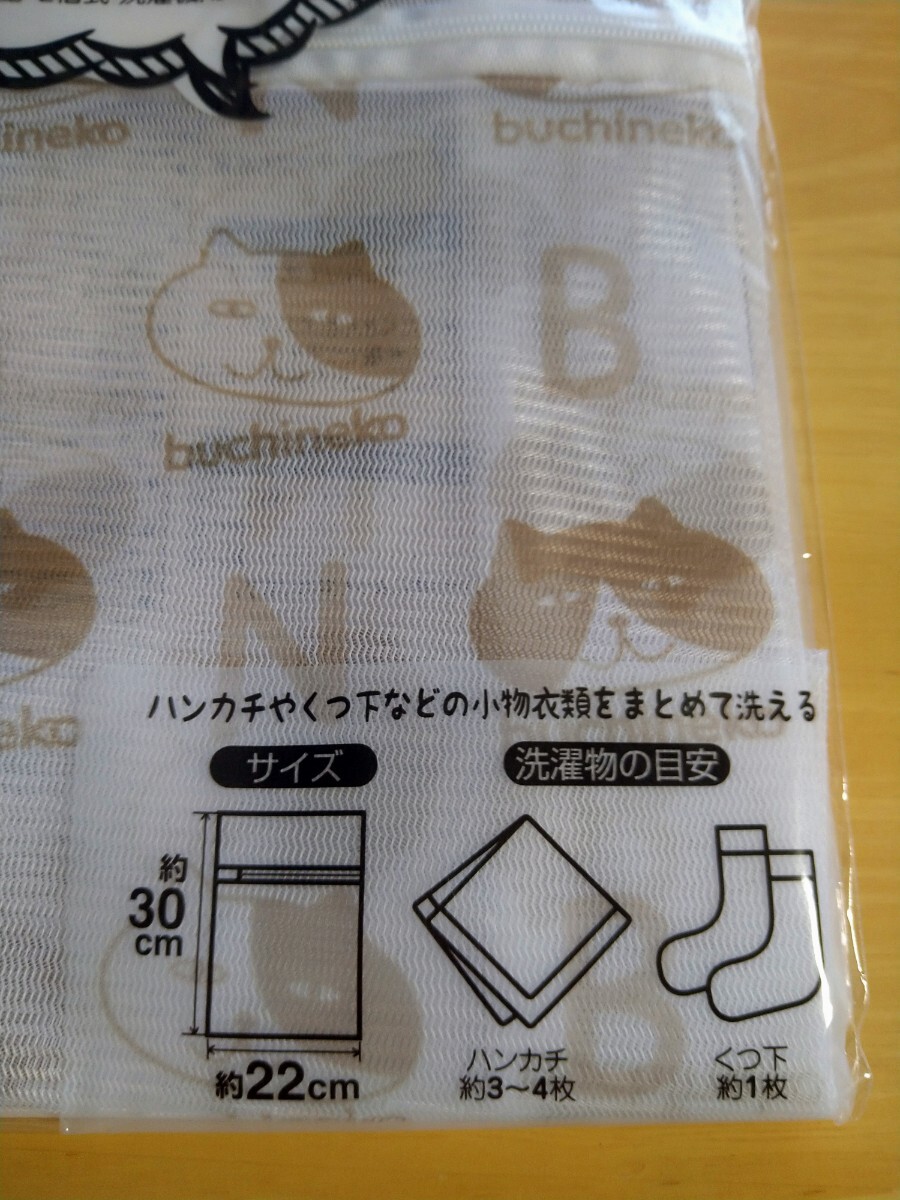 ineko
buchineko
B
buchineko
N
eko
ハンカチやくつ下などの小物衣類をまとめて洗える
サイズ
洗濯物の目安
約
30
cm
約22cm
B
ハンカチ
約3〜4枚
くつ下
約1枚